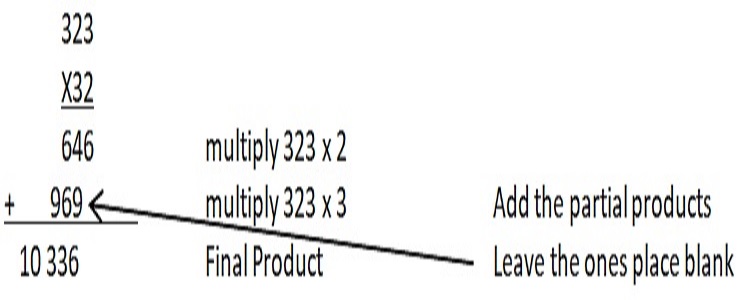 323
X32
646 multiply 323 x 2
+ 969 multiply 323 x 3 Add the partial products
10 336 Final Product Leave the ones place blank